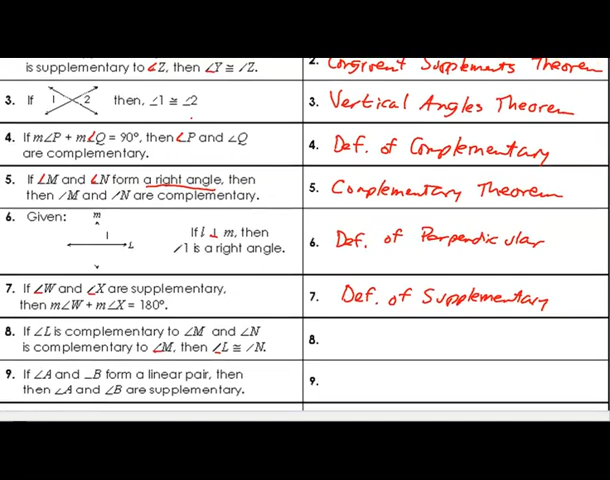 is supplementary to ∠Z, then ∠Y ≅ ∠Z.
2. Congruent Supplements Theorem
3. If 1 2 then, ∠1 ≅ ∠2
3. Vertical Angles Theorem
4. If m∠P + m∠Q = 90°, then ∠P and ∠Q
are complementary.
4. Def. of Complementary
5. If ∠M and ∠N form a right angle, then
then ∠M and ∠N are complementary.
5. Complementary Theorem
6. Given: m
1
L
If l ⊥ m, then
∠1 is a right angle.
6. Def. of Perpendicular
7. If ∠W and ∠X are supplementary,
then m∠W + m∠X = 180°.
7. Def. of Supplementary
8. If ∠L is complementary to ∠M and ∠N
is complementary to ∠M, then ∠L ≅ ∠N.
8.
9. If ∠A and ∠B form a linear pair, then
then ∠A and ∠B are supplementary.
9.